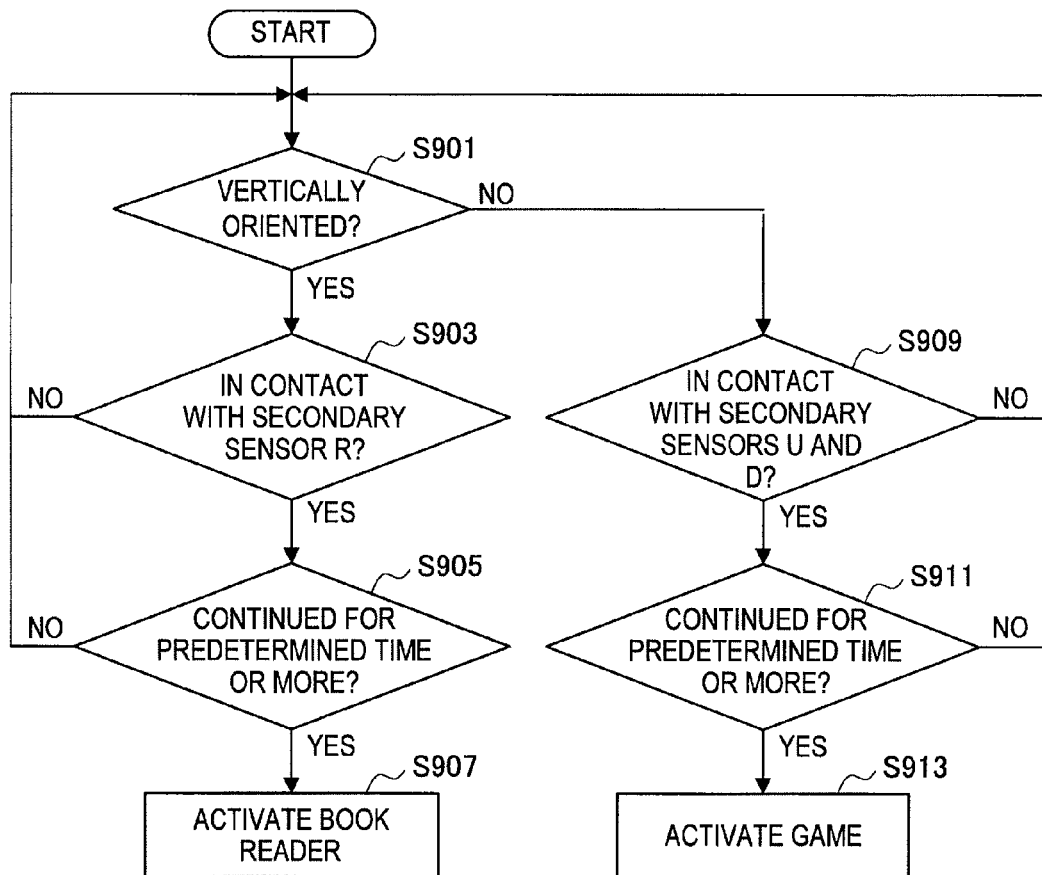 START
S901
VERTICALLY
ORIENTED?
NO
YES
S903
IN CONTACT
WITH SECONDARY
SENSOR R?
NO
YES
S909
IN CONTACT
WITH SECONDARY
SENSORS U AND
D?
NO
YES
S905
CONTINUED FOR
PREDETERMINED TIME
OR MORE?
NO
YES
S911
CONTINUED FOR
PREDETERMINED TIME
OR MORE?
NO
YES
S907
ACTIVATE BOOK
READER
S913
ACTIVATE GAME